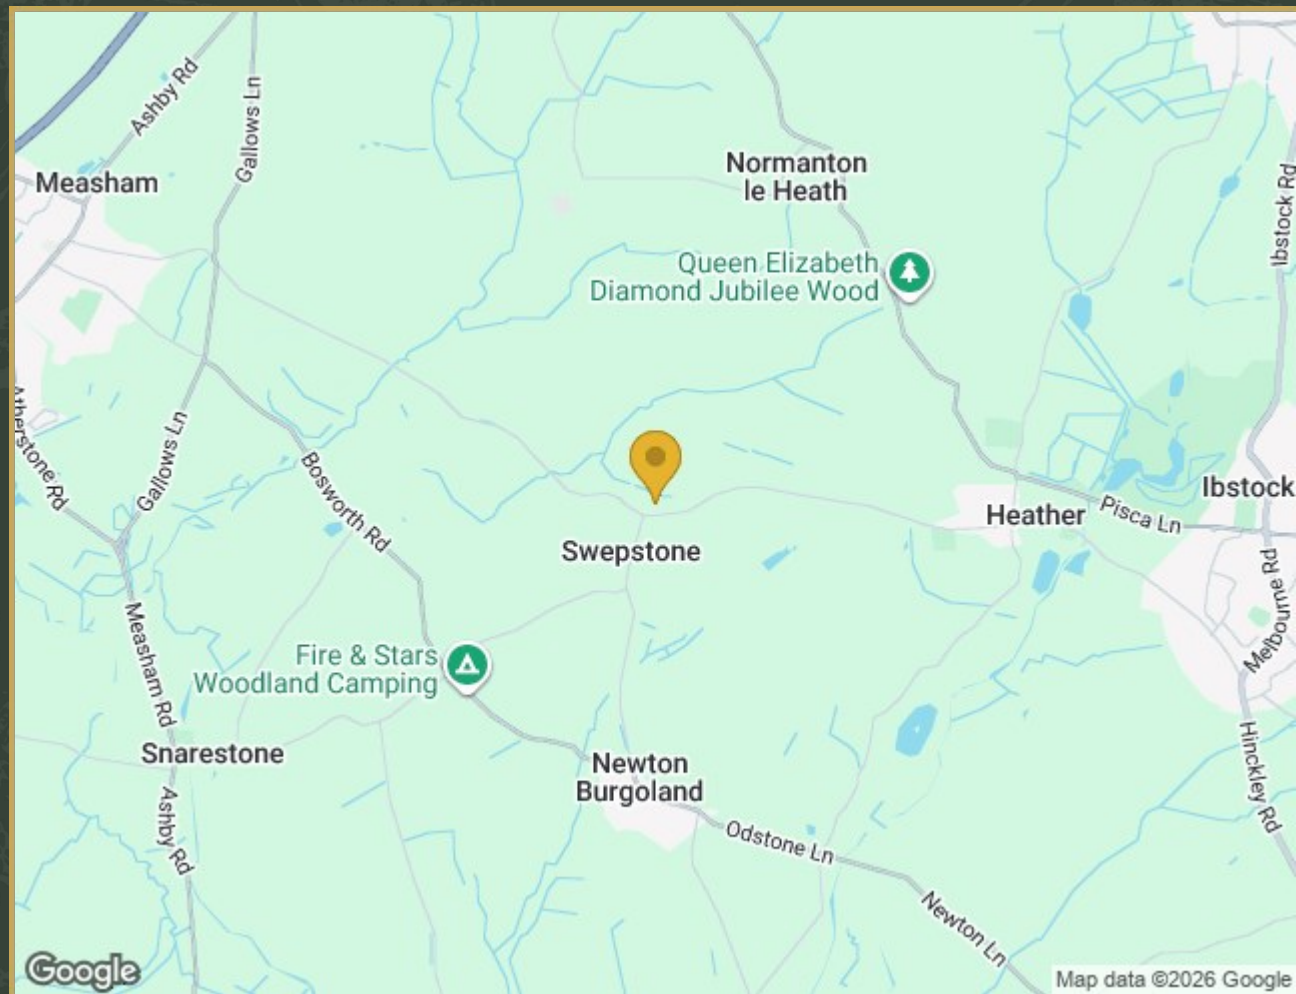 Ashby Rd
Gallows Ln
Measham
Normanton
le Heath
Ibstock Rd
Queen Elizabeth
Diamond Jubilee Wood
Atherstone Rd
Gallows Ln
Bosworth Rd
Swepstone
Heather
Pisca Ln
Ibstock
Melbourne Rd
Measham Rd
Fire & Stars
Woodland Camping
Snarestone
Newton
Burgoland
Hinckley Rd
Ashby Rd
Odstone Ln
Newton Ln
Google
Map data ©2026 Google